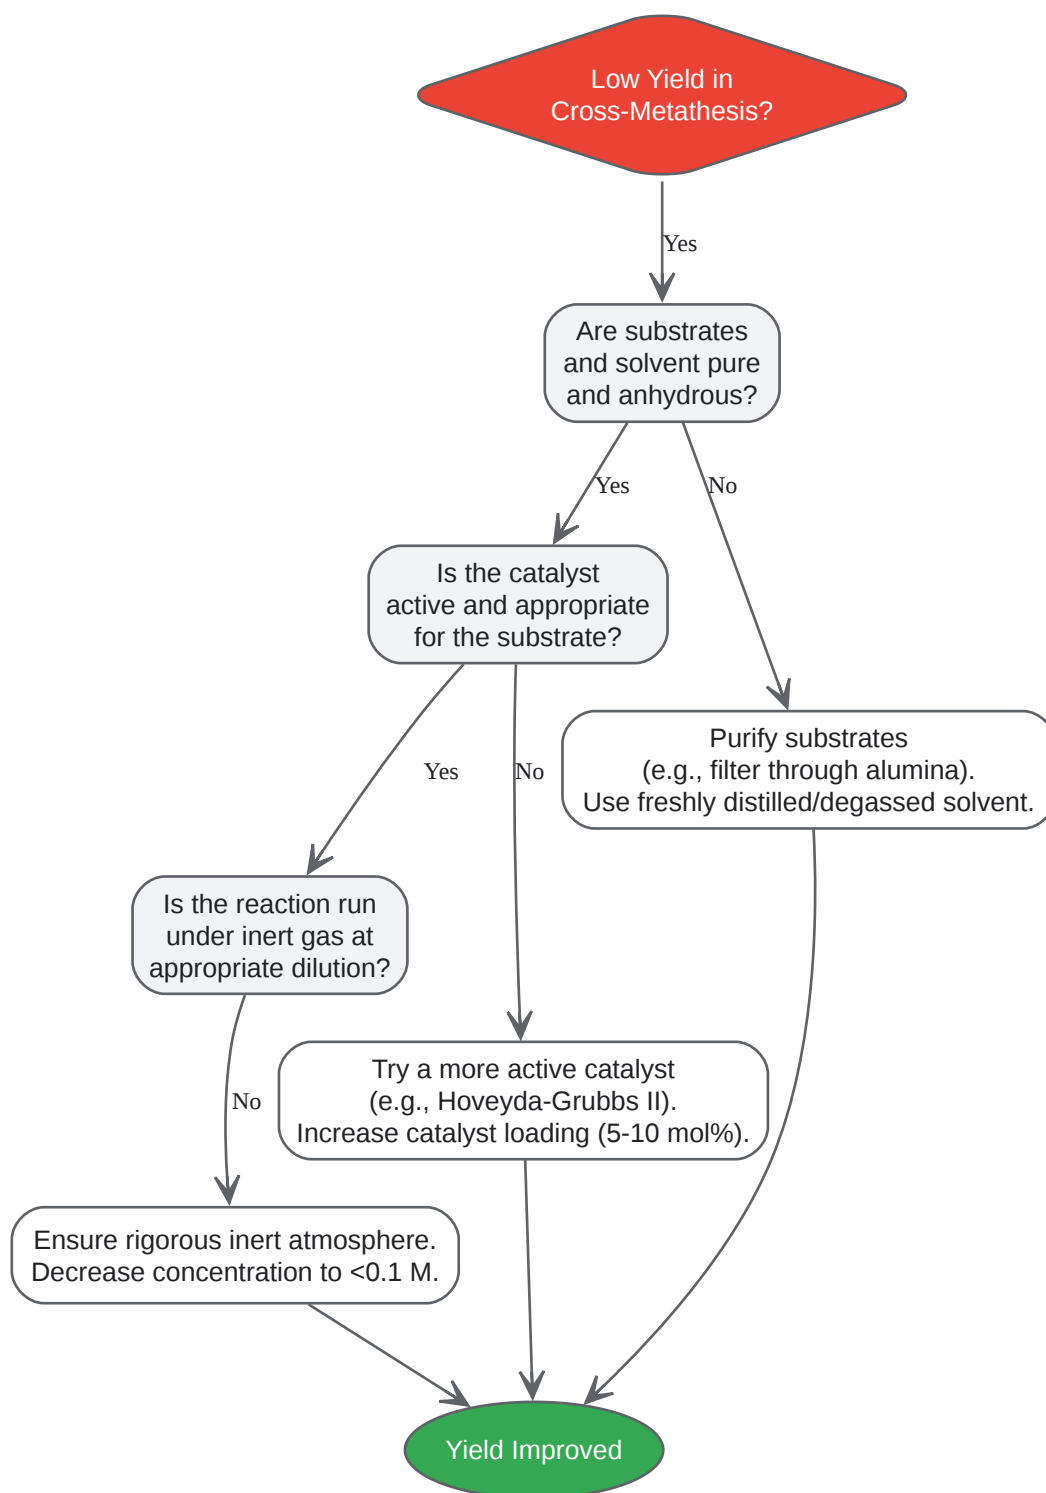 Low Yield in
Cross-Metathesis?
Yes
Are substrates
and solvent pure
and anhydrous?
Yes
No
Is the catalyst
active and appropriate
for the substrate?
Purify substrates
(e.g., filter through alumina).
Use freshly distilled/degassed solvent.
Yes
No
Is the reaction run
under inert gas at
appropriate dilution?
Try a more active catalyst
(e.g., Hoveyda-Grubbs II).
Increase catalyst loading (5-10 mol%).
No
Ensure rigorous inert atmosphere.
Decrease concentration to <0.1 M.
Yield Improved